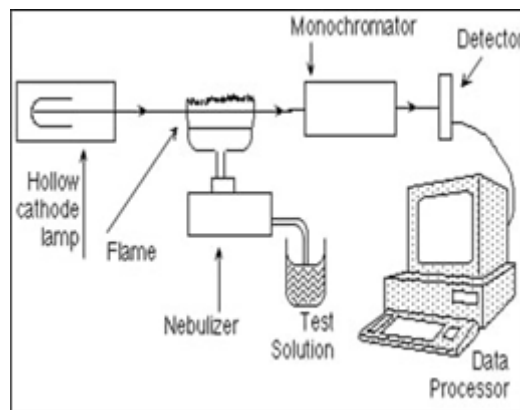 Monochromator
Detector
Hollow
cathode
lamp
Flame
Nebulizer
Test
Solution
Data
Processor